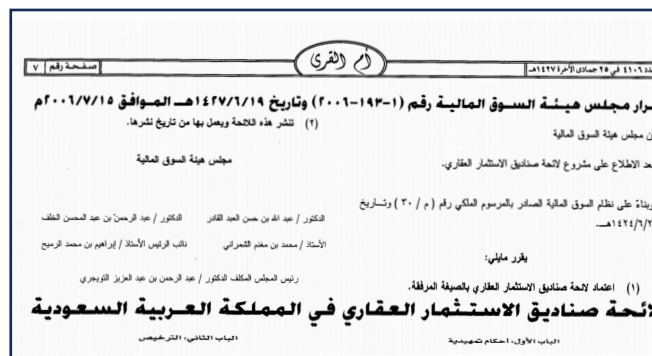 أم القرى
صفحة رقم ٧
٤١٠٦ في ٢٥ جمادى الآخرة ١٤٢٧هـ
مجلس هيئة السوق المالية رقم (١-١٩٣-٢٠٠٦) وتاريخ ١٤٢٧/٦/١٩هـ الموافق ٢٠٠٦/٧/١٥م
مجلس هيئة السوق المالية
الاطلاع على مشروع لائحة صناديق الاستثمار العقاري.
على نظام السوق المالية الصادر بالمرسوم الملكي رقم ( م / ٣٠ ) وتـــاريخ
يقرر مايلي:
(١) اعتماد لائحة صناديق الاستثمار العقاري بالصيغة المرفقة.
(٢) تنشر هذه اللائحة ويعمل بها من تاريخ نشرها.
مجلس هيئة السوق المالية
الدكتور / عبد الله بن حسن العبد القادر
الدكتور / عبد الرحمن بن عبد المحسن الخلف
الأستاذ / محمد بن مغنم الشمراني
نائب الرئيس الأستاذ / إبراهيم بن محمد الرميح
رئيس المجلس المكلف الدكتور / عبد الرحمن بن عبد العزيز التويجري
صناديق الاستثمار العقاري في المملكة العربية السعودية
الباب الأول، أحكام تمهيدية
الباب الثاني، الترخيص